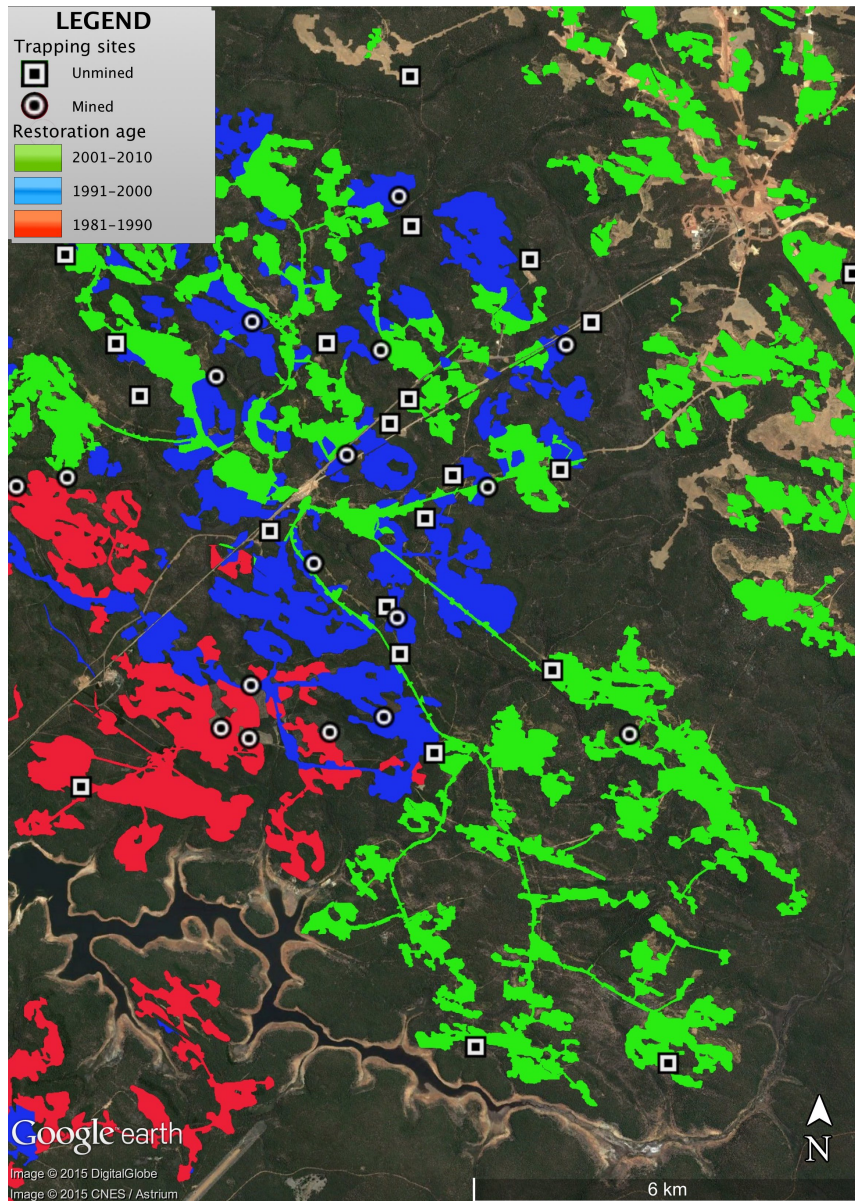 LEGEND
Trapping sites
Unmined
Mined
Restoration age
2001–2010
1991–2000
1981–1990
Google earth
N
Image © 2015 DigitalGlobe
Image © 2015 CNES / Astrium
6 km